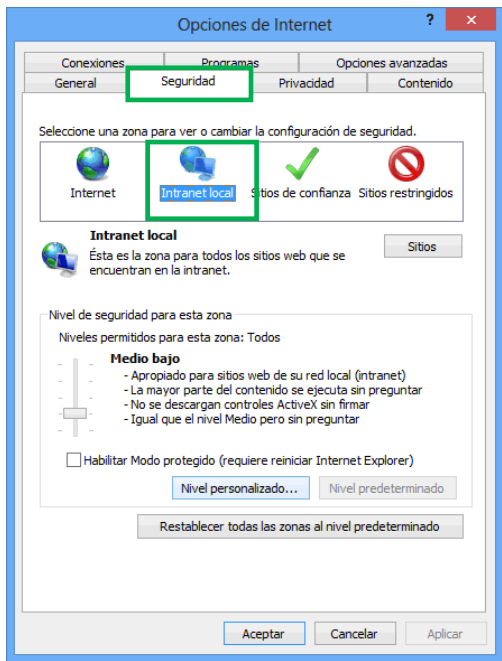 Opciones de Internet
?
×
Conexiones Programas Opciones avanzadas
General Seguridad Privacidad Contenido
Seleccione una zona para ver o cambiar la configuración de seguridad.
Internet Intranet local Sitios de confianza Sitios restringidos
Intranet local
Ésta es la zona para todos los sitios web que se
encuentran en la intranet.
Sitios
Nivel de seguridad para esta zona
Niveles permitidos para esta zona: Todos
Medio bajo
- Apropiado para sitios web de su red local (intranet)
- La mayor parte del contenido se ejecuta sin preguntar
- No se descargan controles ActiveX sin firmar
- Igual que el nivel Medio pero sin preguntar
Habilitar Modo protegido (requiere reiniciar Internet Explorer)
Nivel personalizado... Nivel predeterminado
Restablecer todas las zonas al nivel predeterminado
Aceptar Cancelar Aplicar